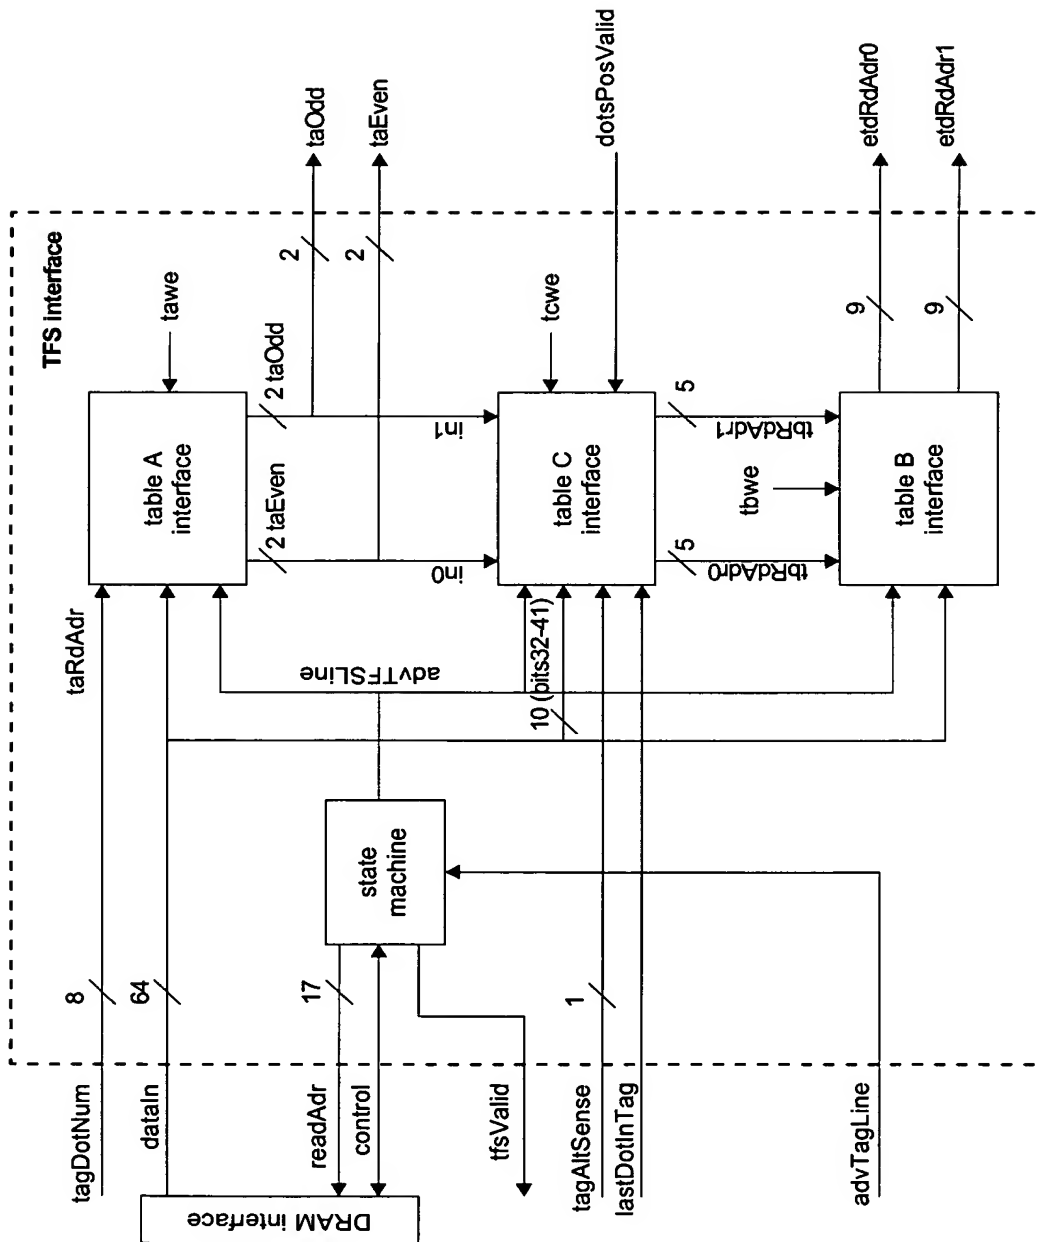 TFS interface
tagDotNum
8
taRdAdr
table A
interface
tawe
dataIn
64
2 taEven
2 taOdd
2
taOdd
2
taEven
DRAM interface
readAdr
17
control
state
machine
tfsValid
advTFSLine
10 (bits32-41)
in0
in1
table C
interface
tcwe
dotsPosValid
tagAltSense
1
lastDotInTag
5
tbRdAdr0
5
tbRdAdr1
tbwe
advTagLine
table B
interface
9
etdRdAdr0
9
etdRdAdr1